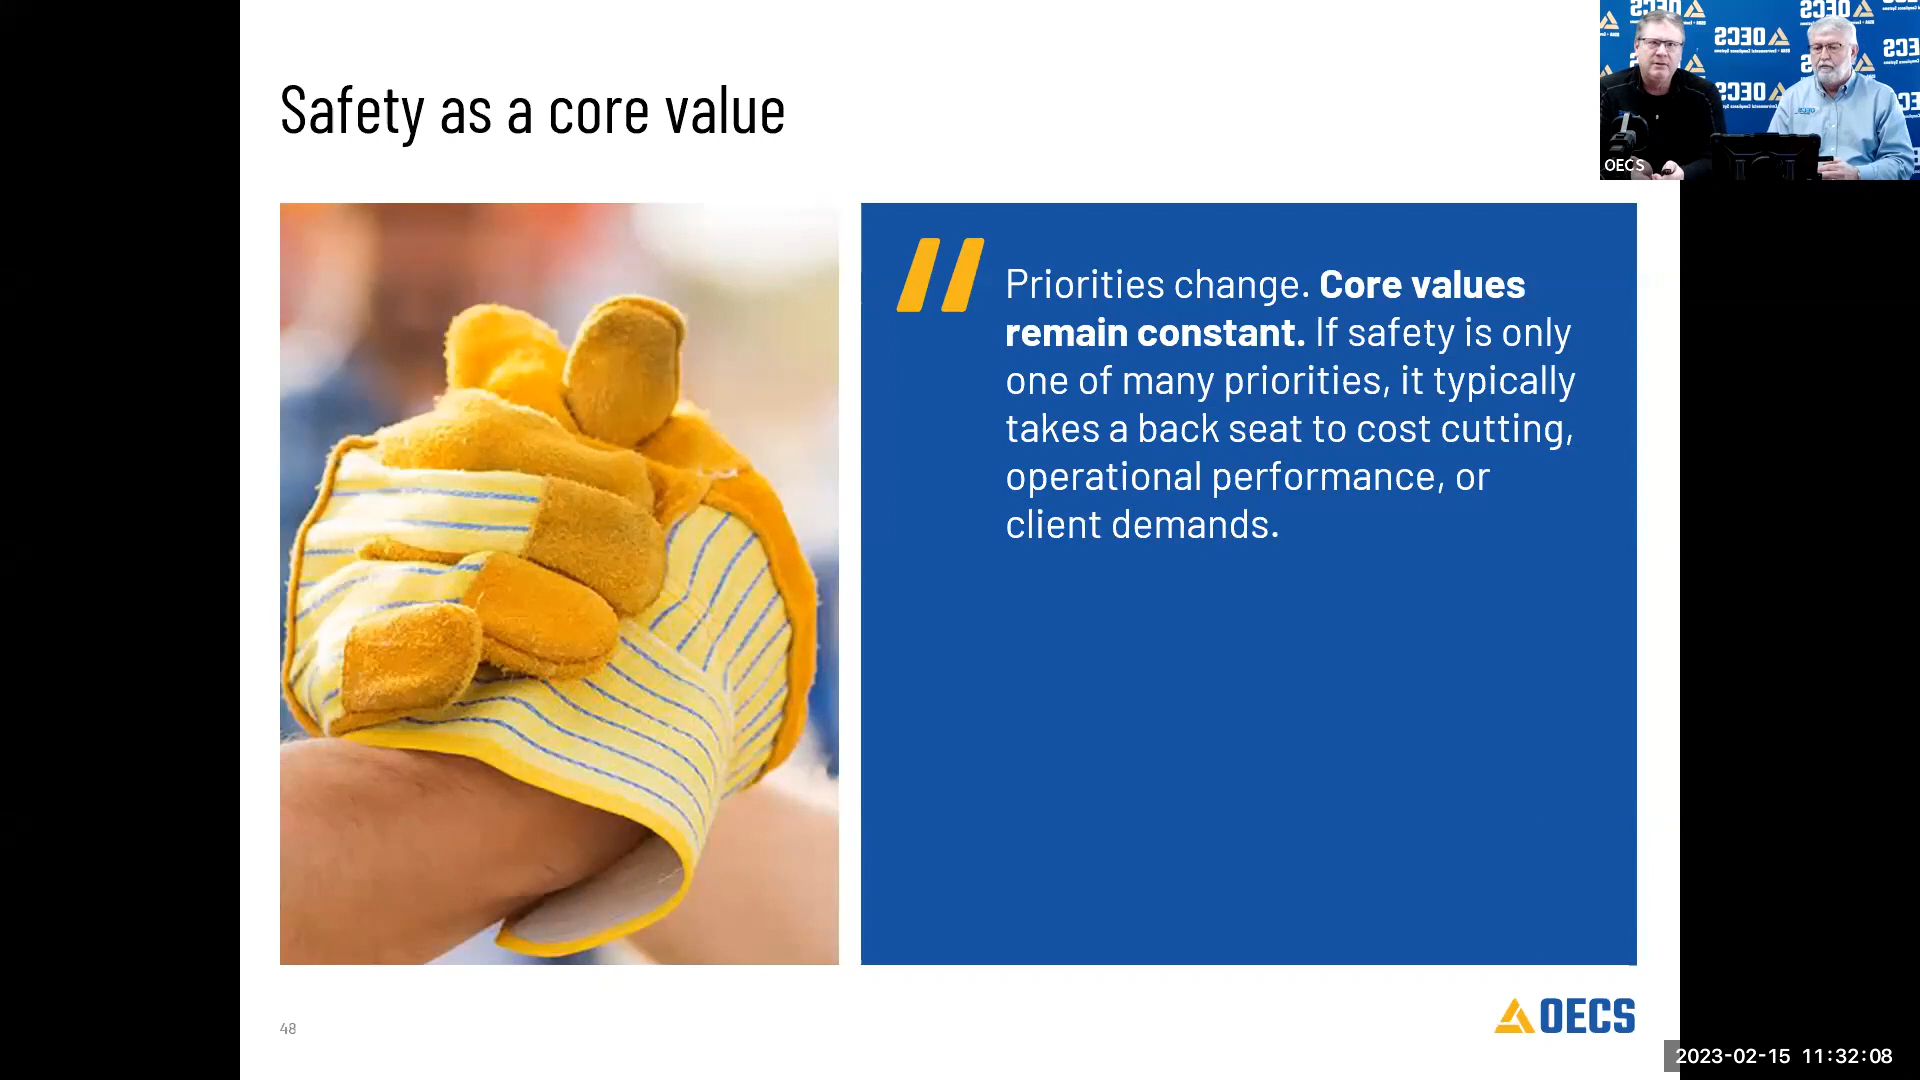 Safety as a core value
OECS
Priorities change. Core values
remain constant. If safety is only
one of many priorities, it typically
takes a back seat to cost cutting,
operational performance, or
client demands.
48
OECS
2023-02-15 11:32:08